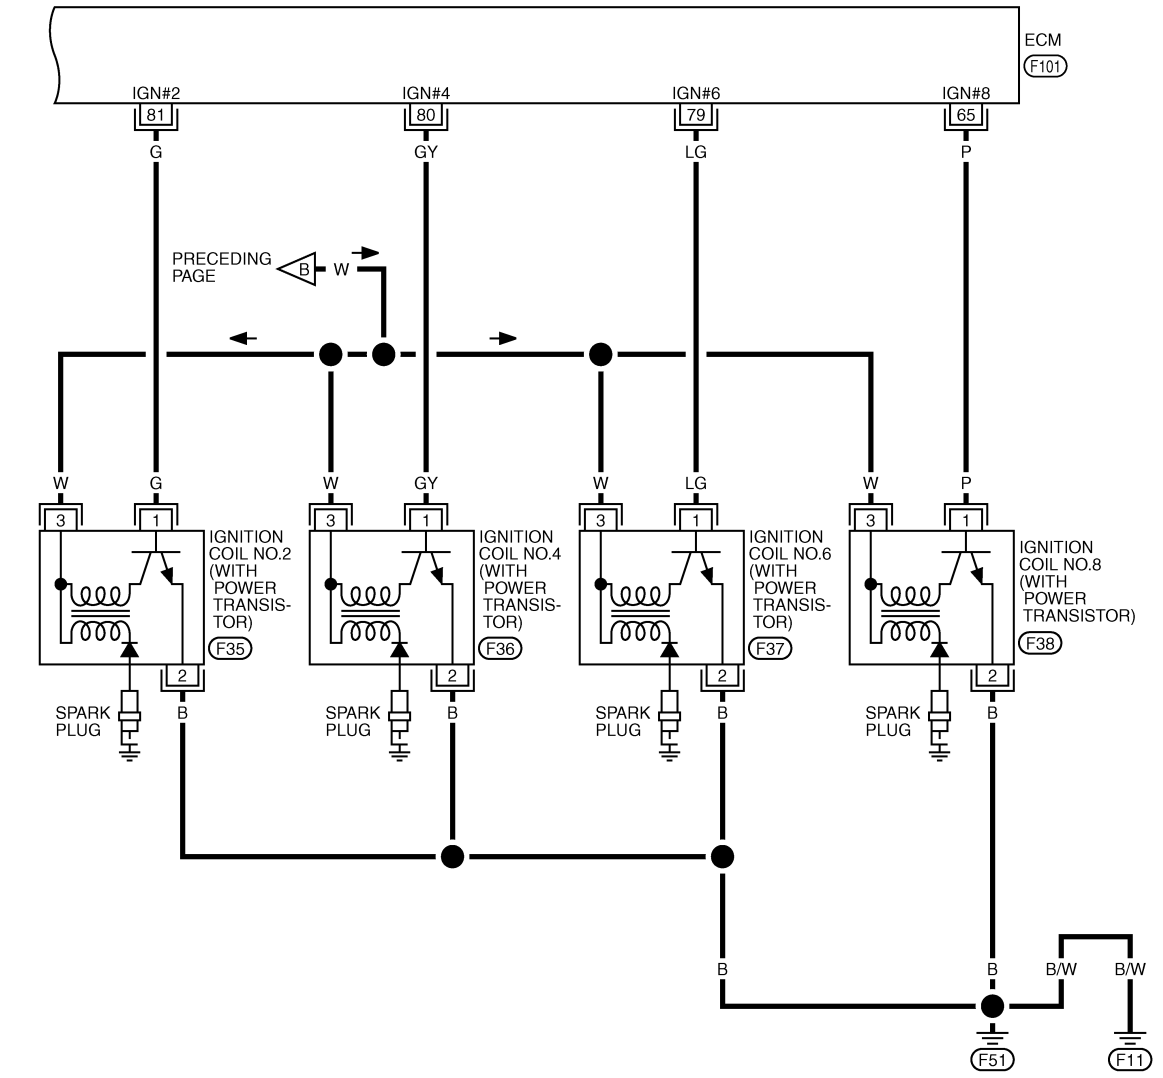 ECM
F101
IGN#2
IGN#4
IGN#6
IGN#8
81
80
79
65
G
GY
LG
P
PRECEDING
PAGE
B
W
W
G
W
GY
W
LG
W
P
3
1
3
1
3
1
3
1
IGNITION
COIL NO.2
(WITH
POWER
TRANSIS-
TOR)
F35
IGNITION
COIL NO.4
(WITH
POWER
TRANSIS-
TOR)
F36
IGNITION
COIL NO.6
(WITH
POWER
TRANSIS-
TOR)
F37
IGNITION
COIL NO.8
(WITH
POWER
TRANSISTOR)
F38
2
2
2
2
SPARK
PLUG
B
SPARK
PLUG
B
SPARK
PLUG
B
SPARK
PLUG
B
B
B
B/W
B/W
F51
F11